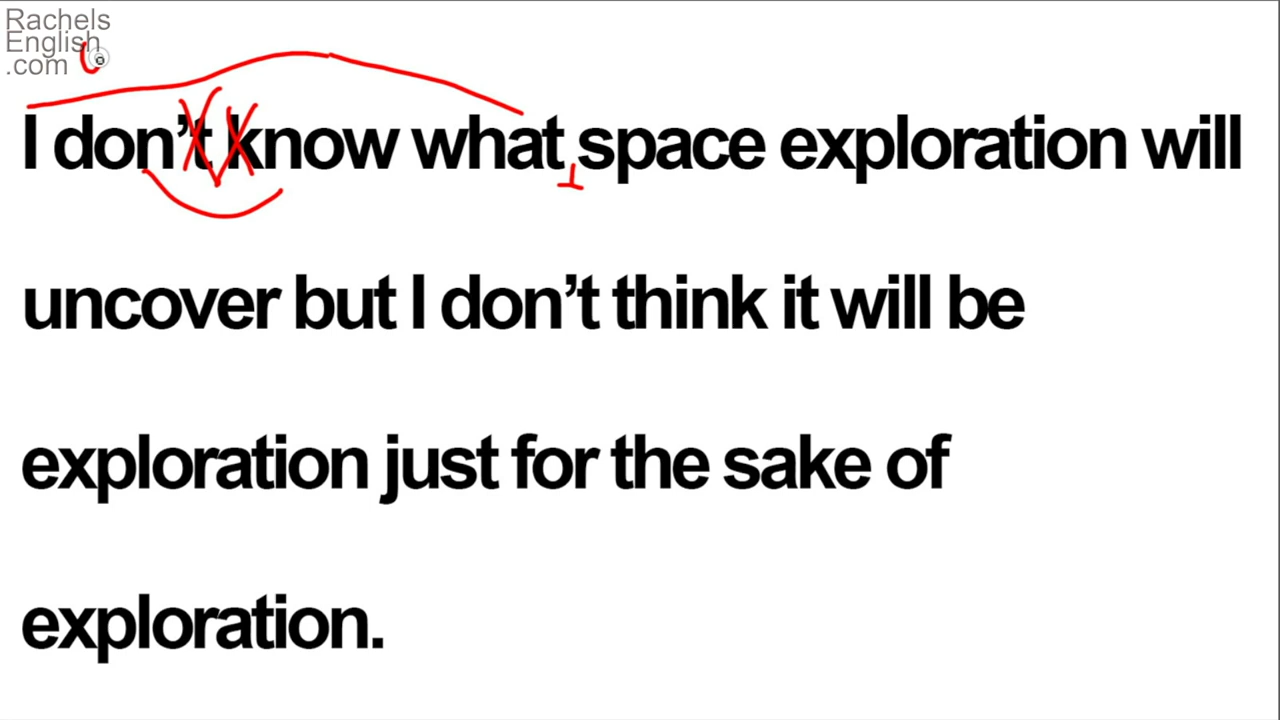 Rachels
English
.com
I don't know what space exploration will
uncover but I don't think it will be
exploration just for the sake of
exploration.